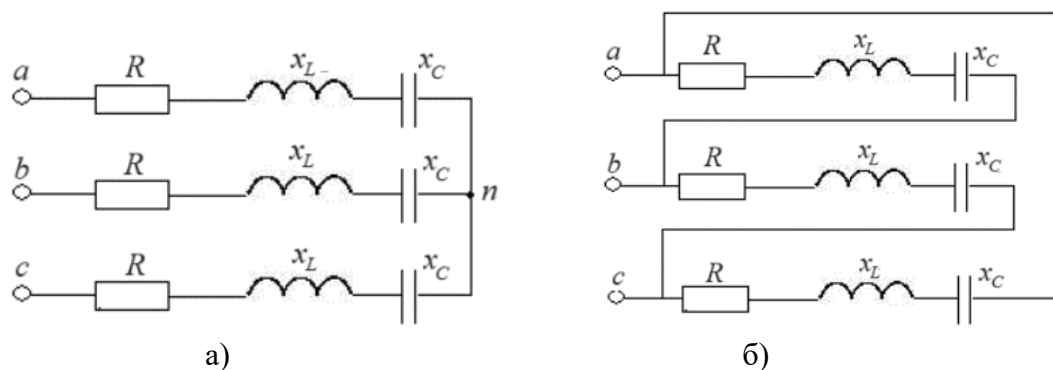 a R x_L x_C
b R x_L x_C n
c R x_L x_C
а)
a R x_L x_C
b R x_L x_C
c R x_L x_C
б)